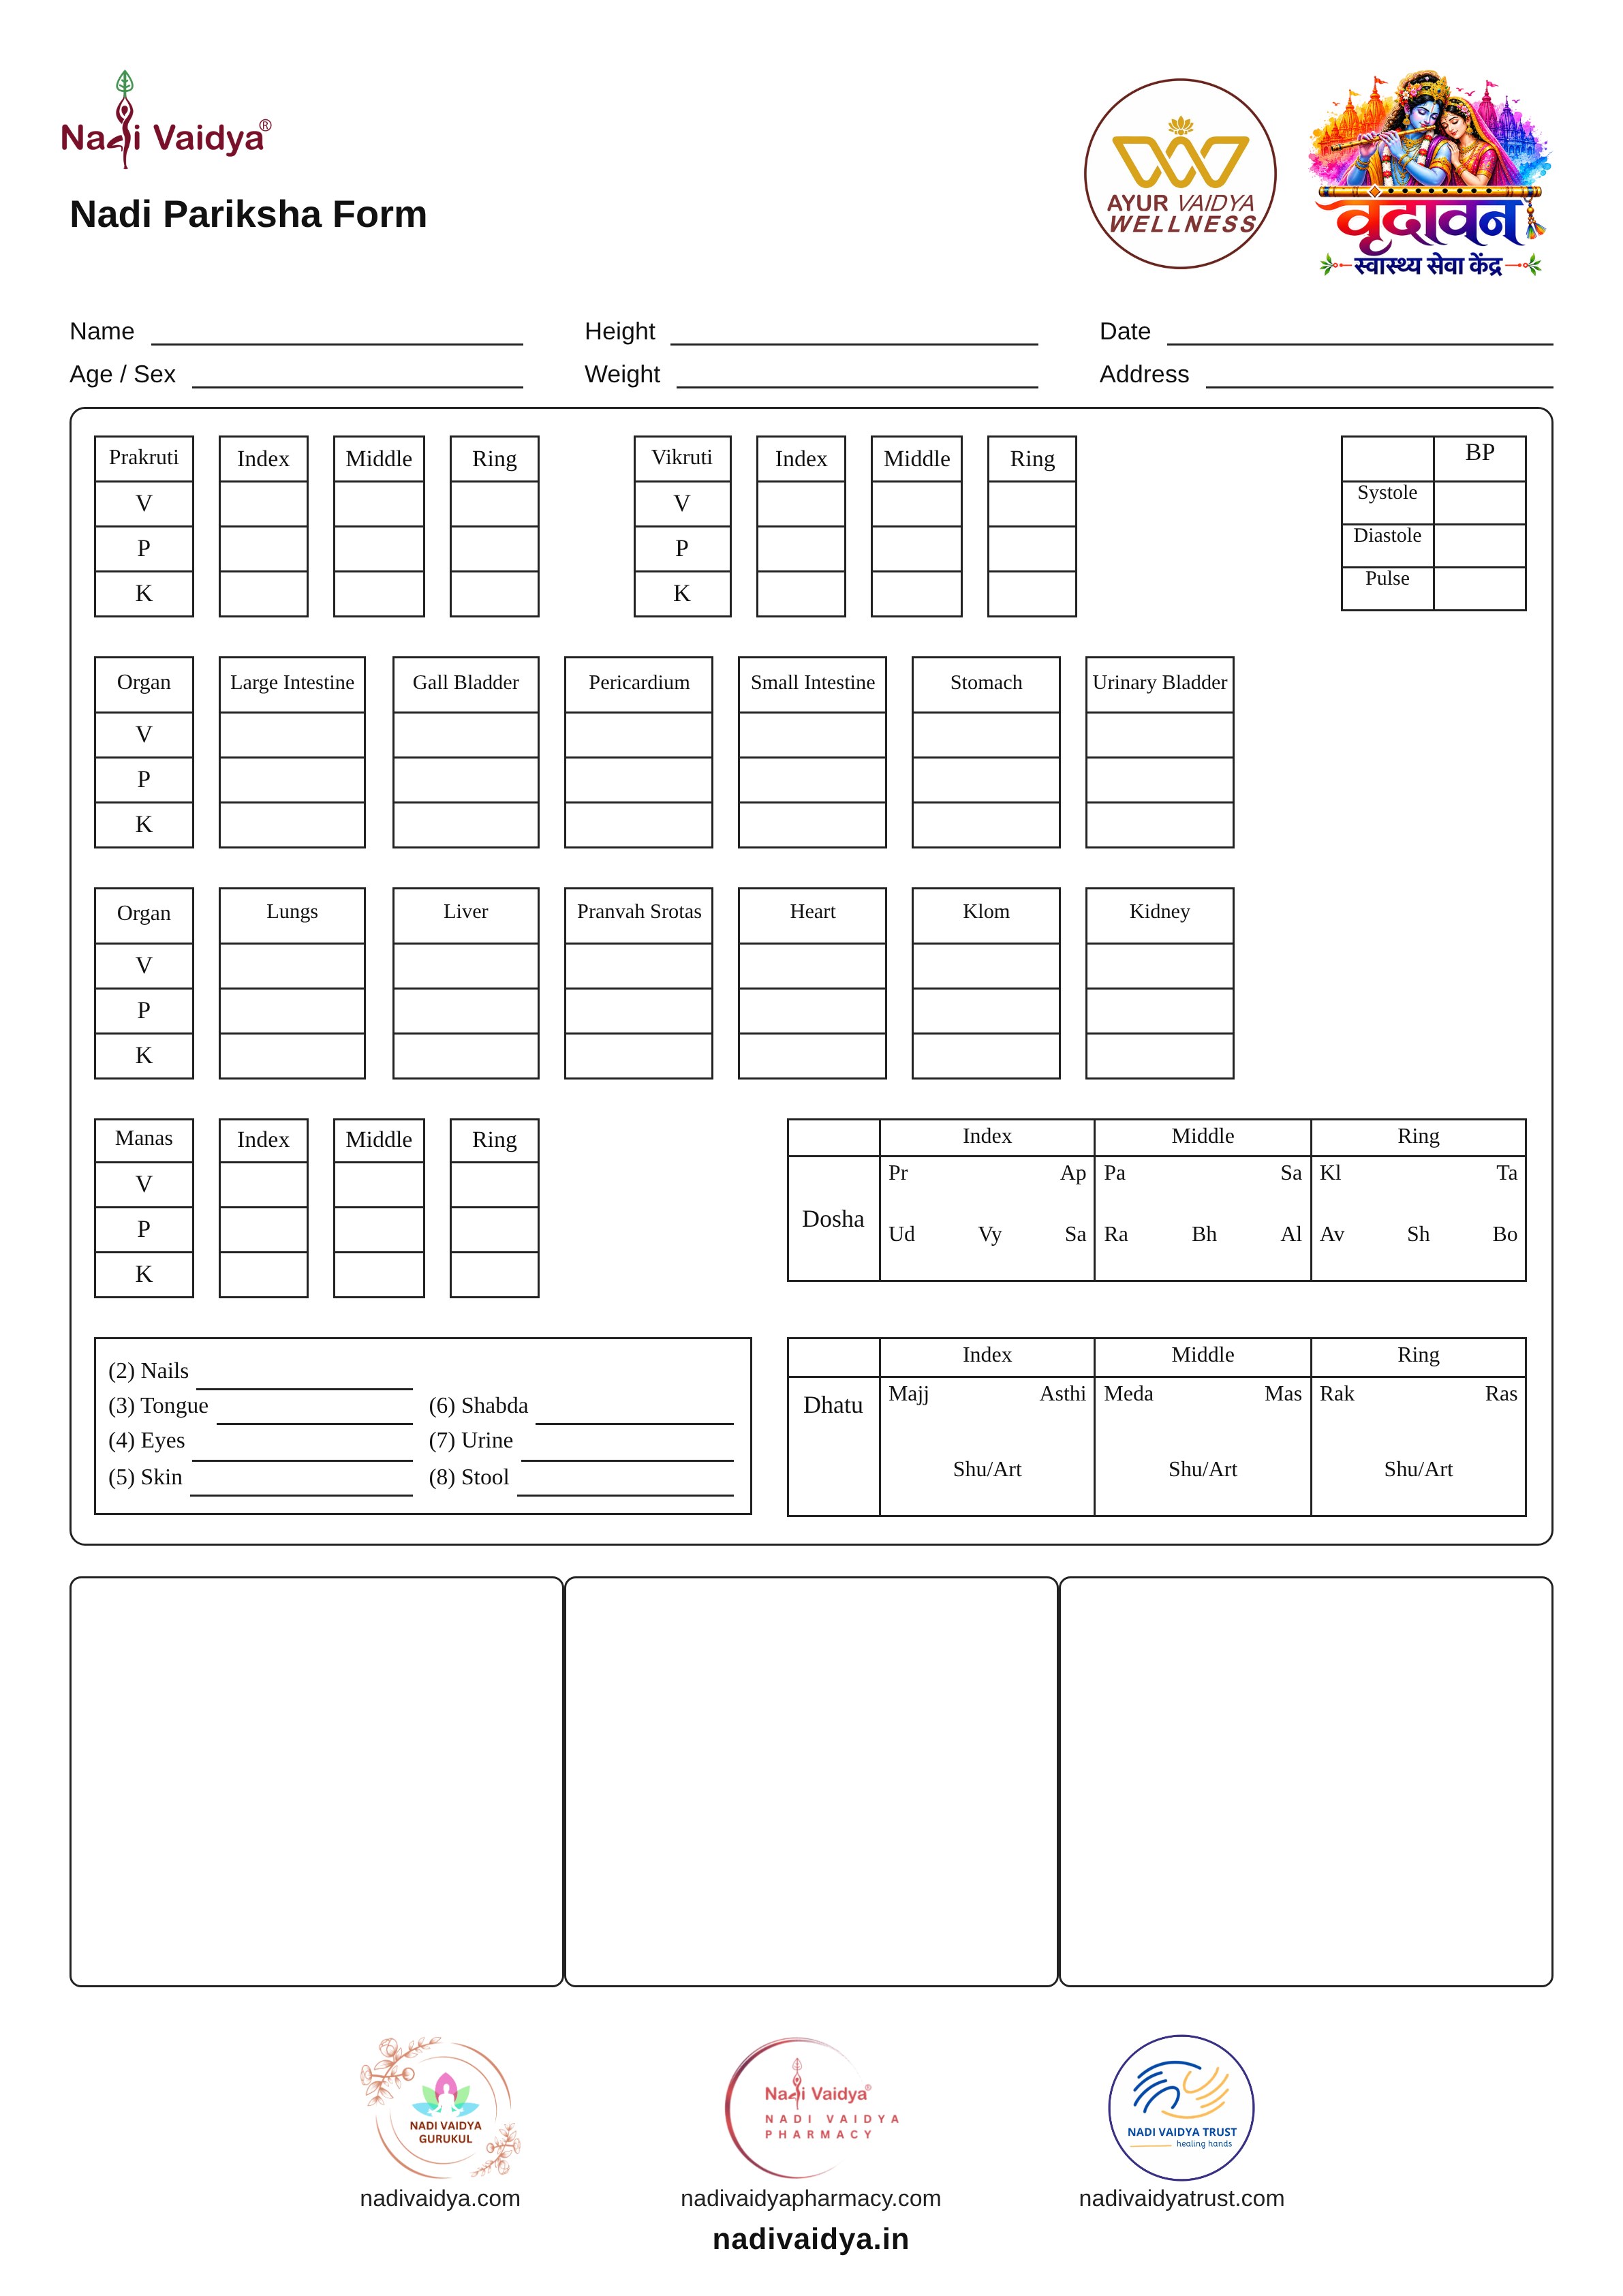 Nadi Vaidya®
Nadi Pariksha Form
AYUR VAIDYA
WELLNESS
वृंदावन
स्वास्थ्य सेवा केंद्र
Name Height Date
Age / Sex Weight Address
Prakruti Index Middle Ring Vikruti Index Middle Ring BP
V V Systole
P P Diastole
K K Pulse
Organ Large Intestine Gall Bladder Pericardium Small Intestine Stomach Urinary Bladder
V
P
K
Organ Lungs Liver Pranvah Srotas Heart Klom Kidney
V
P
K
Manas Index Middle Ring
V
P
K
Index Middle Ring
Pr Ap Pa Sa Kl Ta
Dosha
Ud Vy Sa Ra Bh Al Av Sh Bo
(2) Nails
(3) Tongue (6) Shabda
(4) Eyes (7) Urine
(5) Skin (8) Stool
Index Middle Ring
Dhatu Majj Asthi Meda Mas Rak Ras
Shu/Art Shu/Art Shu/Art
NADI VAIDYA
GURUKUL
Nadi Vaidya®
NADI VAIDYA
PHARMACY
NADI VAIDYA TRUST
healing hands
nadivaidya.com nadivaidyapharmacy.com nadivaidyatrust.com
nadivaidya.in